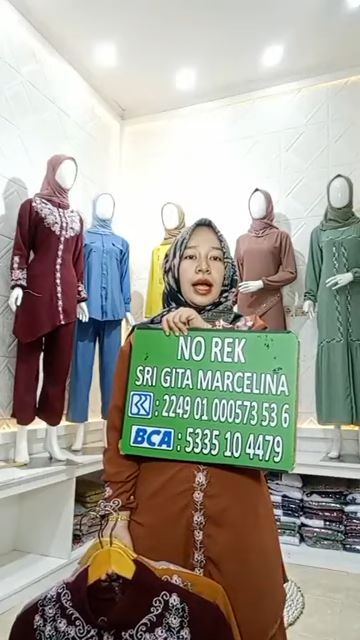 NO REK
SRI GITA MARCELINA
: 2249 01 000573 53 6
BCA : 5335 10 4479